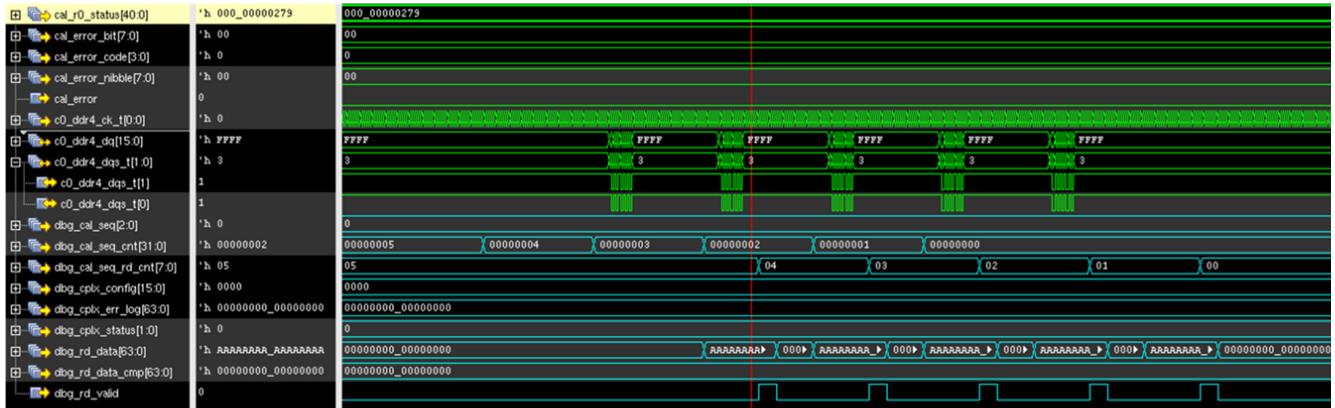 cal_r0_status[40:0] 'h 000_00000279 000_00000279
cal_error_bit[7:0] 'h 00 00
cal_error_code[3:0] 'h 0 0
cal_error_nibble[7:0] 'h 00 00
cal_error 0
c0_ddr4_ck_t[0:0] 'h 0
c0_ddr4_dq[15:0] 'h FFFF FFFF FFFF FFFF FFFF FFFF FFFF
c0_ddr4_dqs_t[1:0] 'h 3 3 3 3 3 3 3
c0_ddr4_dqs_t[1] 1
c0_ddr4_dqs_t[0] 1
dbg_cal_seq[2:0] 'h 0 0
dbg_cal_seq_cnt[31:0] 'h 00000002 00000005 00000004 00000003 00000002 00000001 00000000
dbg_cal_seq_rd_cnt[7:0] 'h 05 05 04 03 02 01 00
dbg_cplx_config[15:0] 'h 0000 0000
dbg_cplx_err_log[63:0] 'h 00000000_00000000 00000000_00000000
dbg_cplx_status[1:0] 'h 0 0
dbg_rd_data[63:0] 'h AAAAAAAA_AAAAAAAA 00000000_00000000 AAAAAAAA 000 AAAAAAAA_ 000 AAAAAAAA_ 000 AAAAAAAA_ 000 AAAAAAAA_ 00000000_00000000
dbg_rd_data_cmp[63:0] 'h 00000000_00000000 00000000_00000000
dbg_rd_valid 0